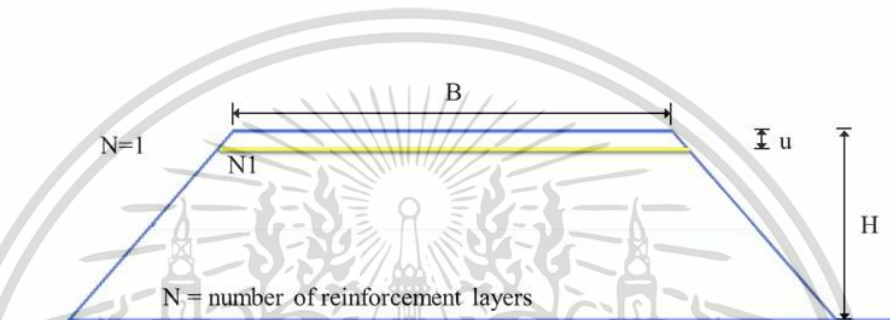 B
N=1
u
N1
H
N = number of reinforcement layers